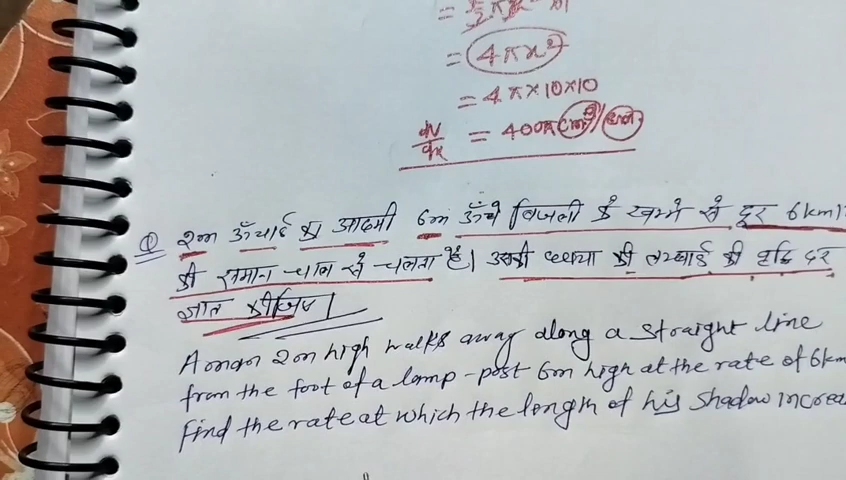 = 4πx²
= 4π×10×10
dV/dx = 400π cm³/
Q 2m ऊँचाई का आदमी 6m ऊँचे बिजली के खम्भे से दूर 6km/
की समान चाल से चलता है। उसकी छाया की लम्बाई की वृद्धि दर
ज्ञात कीजिए।
A man 2m high walks away along a straight line
from the foot of a lamp-post 6m high at the rate of 6km
Find the rate at which the length of his shadow increa